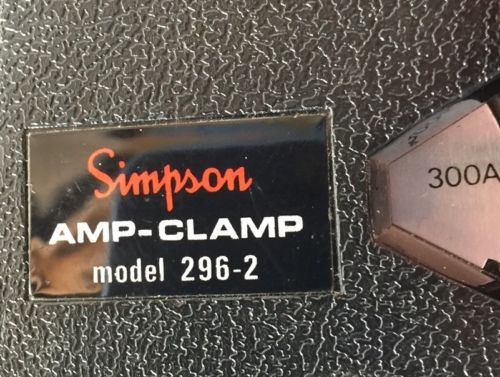 Simpson
AMP-CLAMP
model 296-2
300A